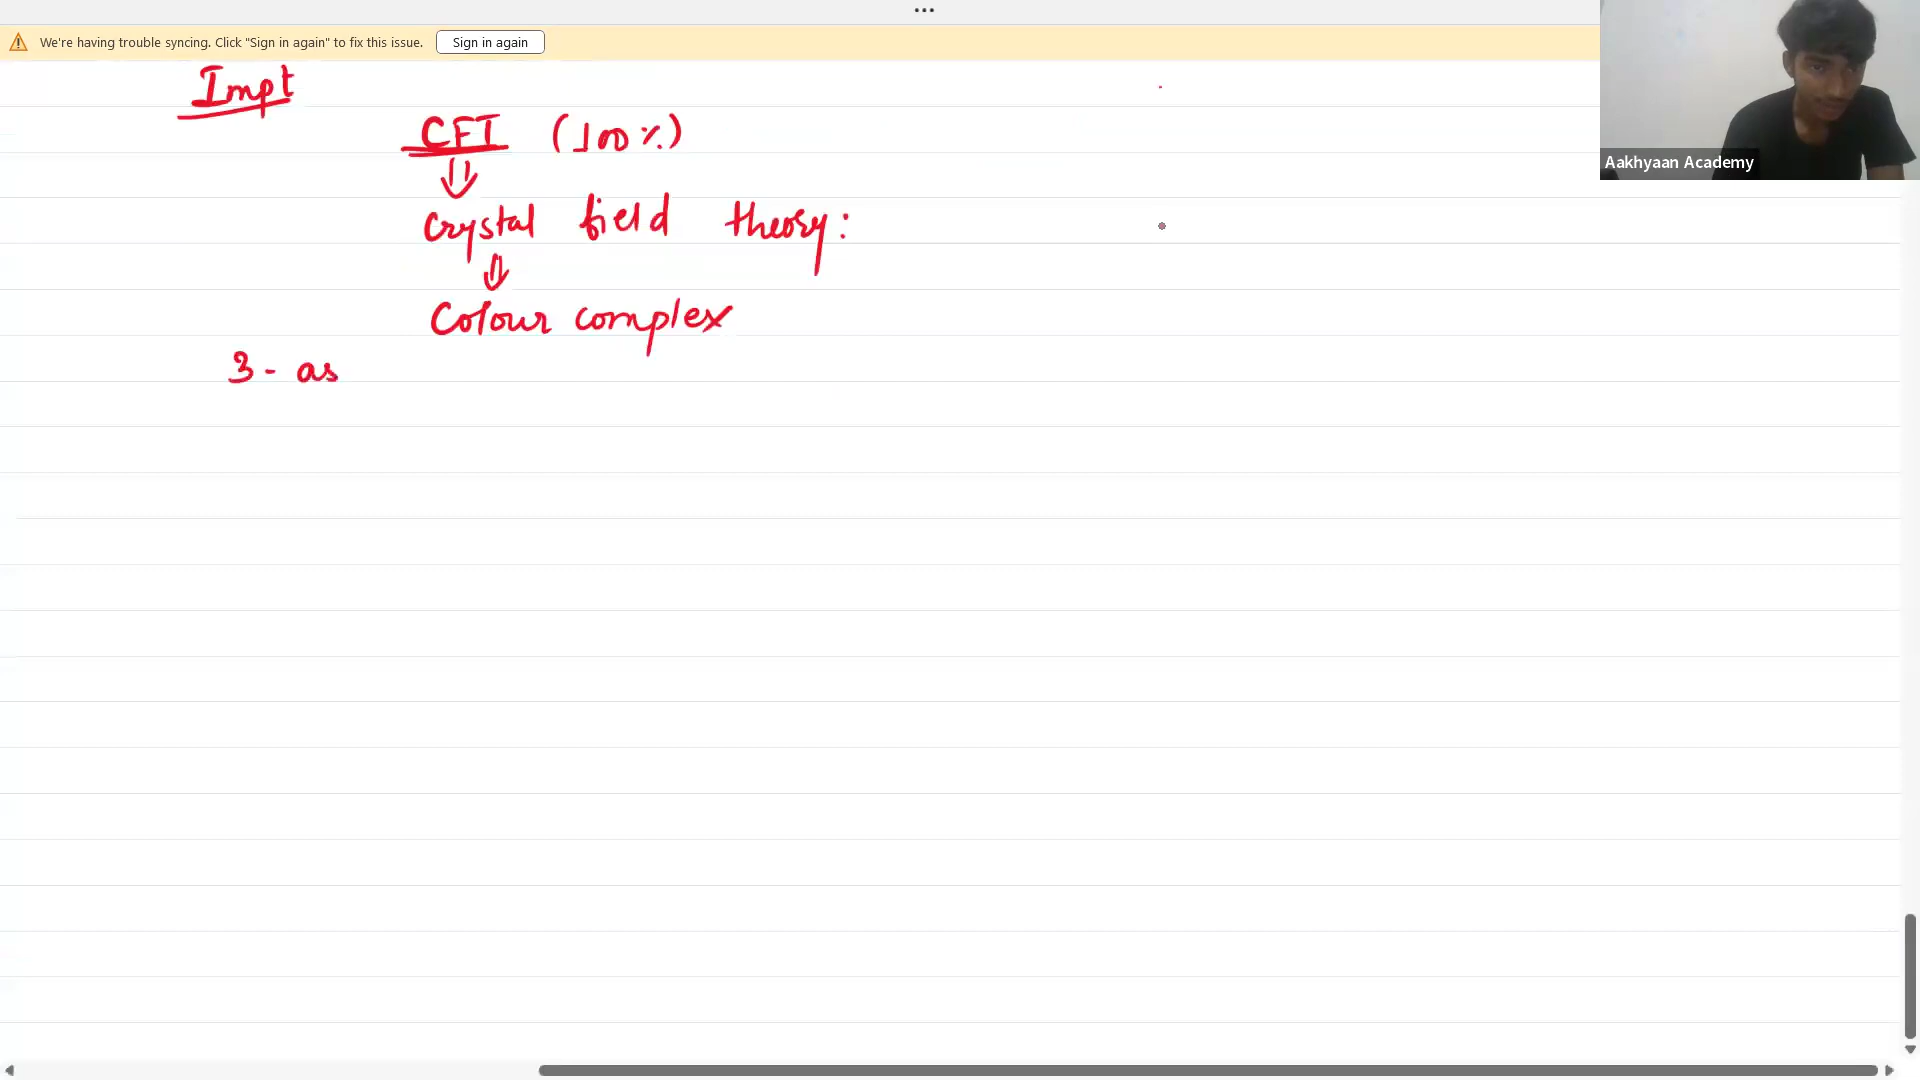 We're having trouble syncing. Click "Sign in again" to fix this issue. Sign in again
Impt
CFT (100%)
Crystal field theory:
Colour complex
3- as
Aakhyaan Academy